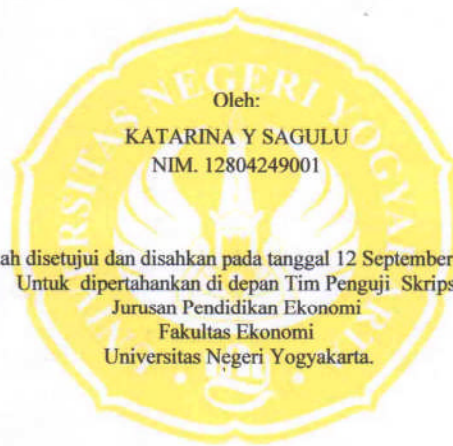 Oleh:
KATARINA Y SAGULU
NIM. 12804249001
ah disetujui dan disahkan pada tanggal 12 September
Untuk dipertahankan di depan Tim Penguji Skrips
Jurusan Pendidikan Ekonomi
Fakultas Ekonomi
Universitas Negeri Yogyakarta.